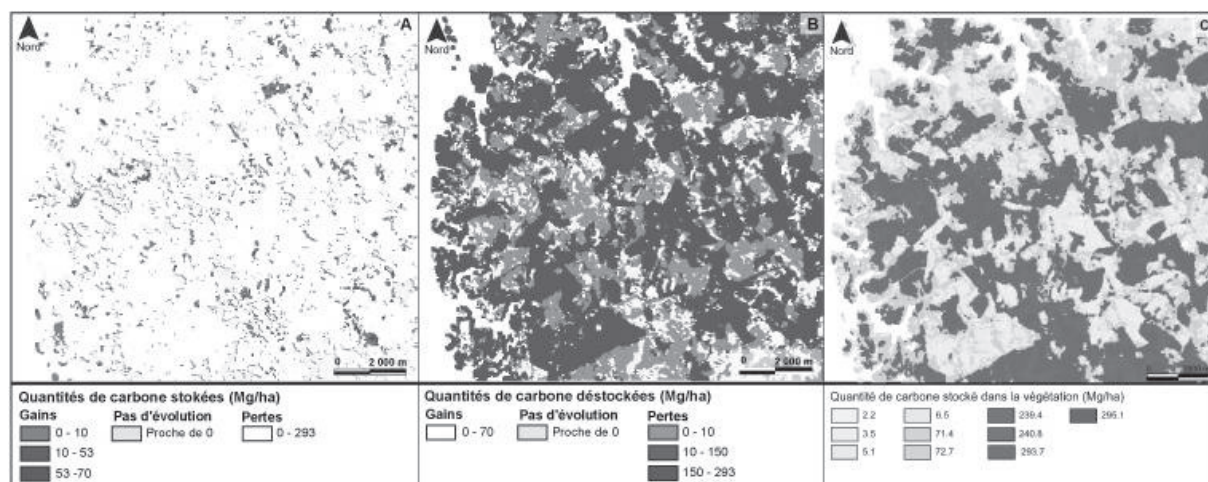 A
Nord
0 2 000 m
B
Nord
0 2 000 m
C
Nord
Quantités de carbone stokées (Mg/ha)
Gains Pas d'évolution Pertes
0 - 10 Proche de 0 0 - 293
10 - 53
53 -70
Quantités de carbone déstockées (Mg/ha)
Gains Pas d'évolution Pertes
0 - 70 Proche de 0 0 - 10
10 - 150
150 - 293
Quantité de carbone stocké dans la végétation (Mg/ha)
2.2 6.5 239.4 295.1
3.5 71.4 240.8
5.1 72.7 293.7